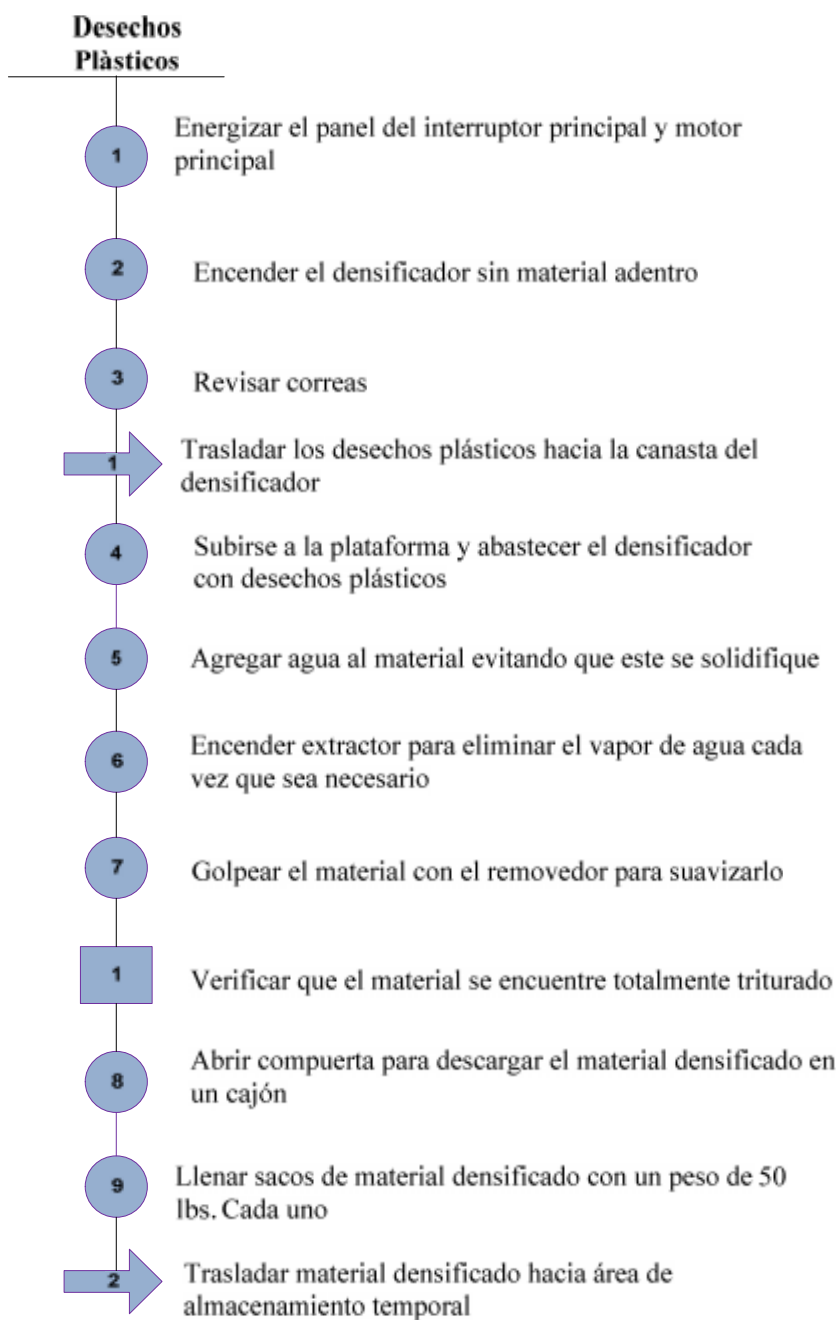 Desechos
Plàsticos
1
Energizar el panel del interruptor principal y motor
principal
2
Encender el densificador sin material adentro
3
Revisar correas
1
Trasladar los desechos plásticos hacia la canasta del
densificador
4
Subirse a la plataforma y abastecer el densificador
con desechos plásticos
5
Agregar agua al material evitando que este se solidifique
6
Encender extractor para eliminar el vapor de agua cada
vez que sea necesario
7
Golpear el material con el removedor para suavizarlo
1
Verificar que el material se encuentre totalmente triturado
8
Abrir compuerta para descargar el material densificado en
un cajón
9
Llenar sacos de material densificado con un peso de 50
lbs. Cada uno
2
Trasladar material densificado hacia área de
almacenamiento temporal